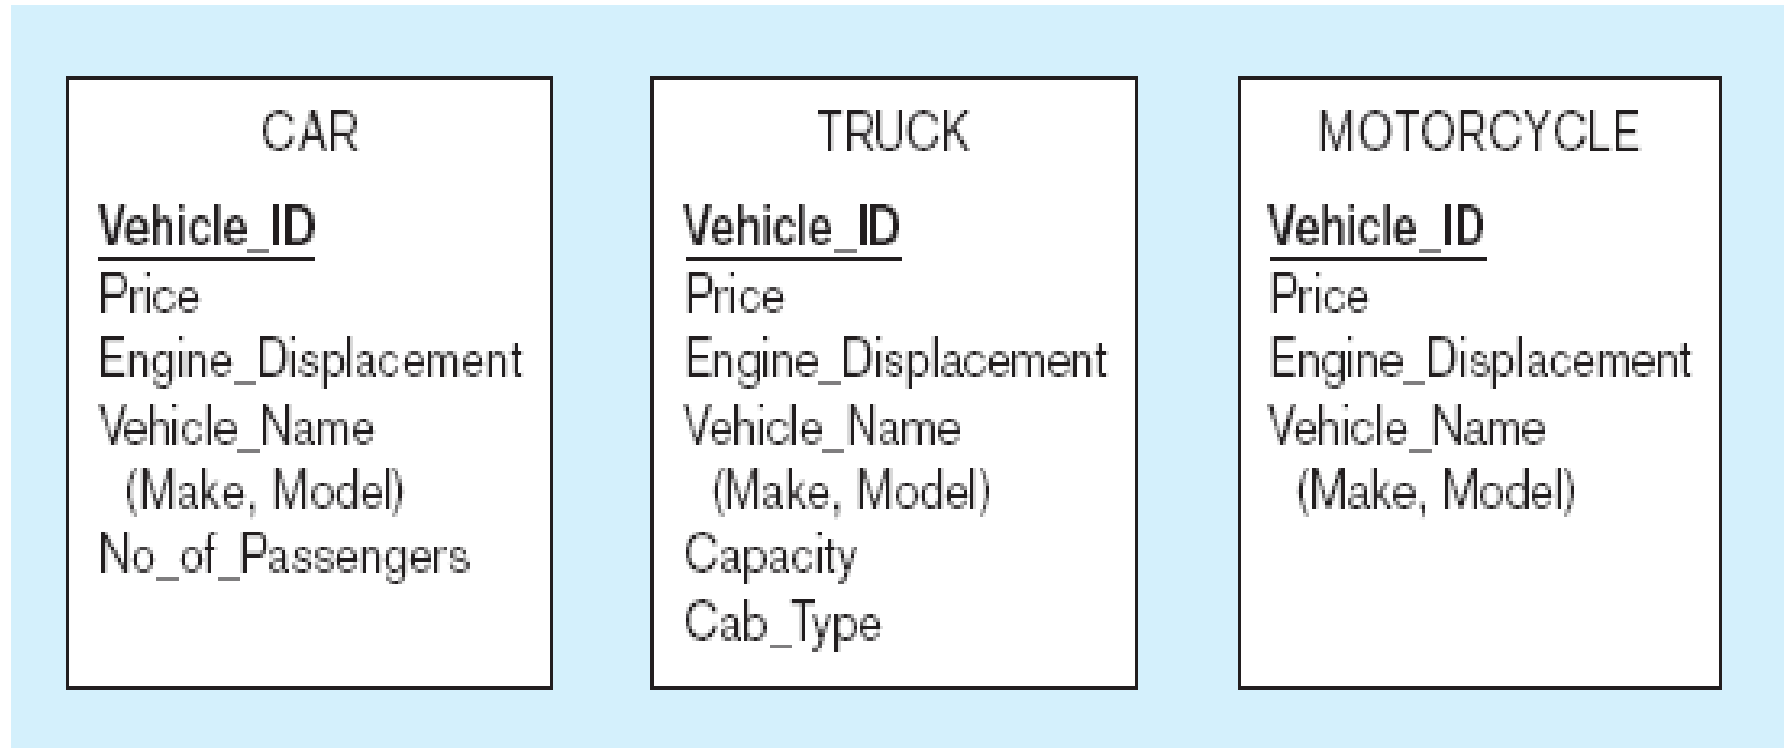 CAR
Vehicle_ID
Price
Engine_Displacement
Vehicle_Name
(Make, Model)
No_of_Passengers
TRUCK
Vehicle_ID
Price
Engine_Displacement
Vehicle_Name
(Make, Model)
Capacity
Cab_Type
MOTORCYCLE
Vehicle_ID
Price
Engine_Displacement
Vehicle_Name
(Make, Model)